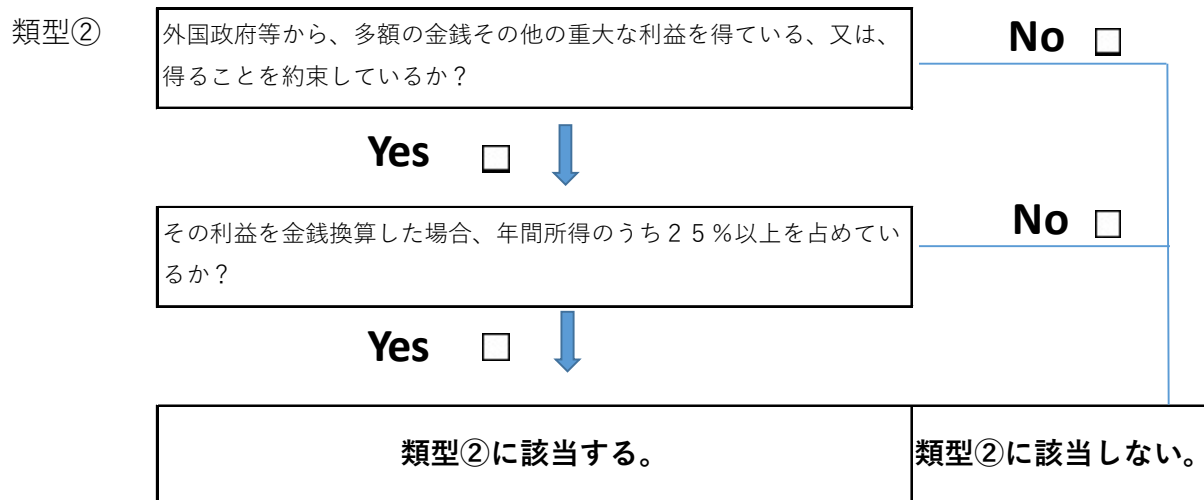 類型②
外国政府等から、多額の金銭その他の重大な利益を得ている、又は、
得ることを約束しているか？
No □
Yes □
その利益を金銭換算した場合、年間所得のうち２５％以上を占めてい
るか？
No □
Yes □
類型②に該当する。
類型②に該当しない。